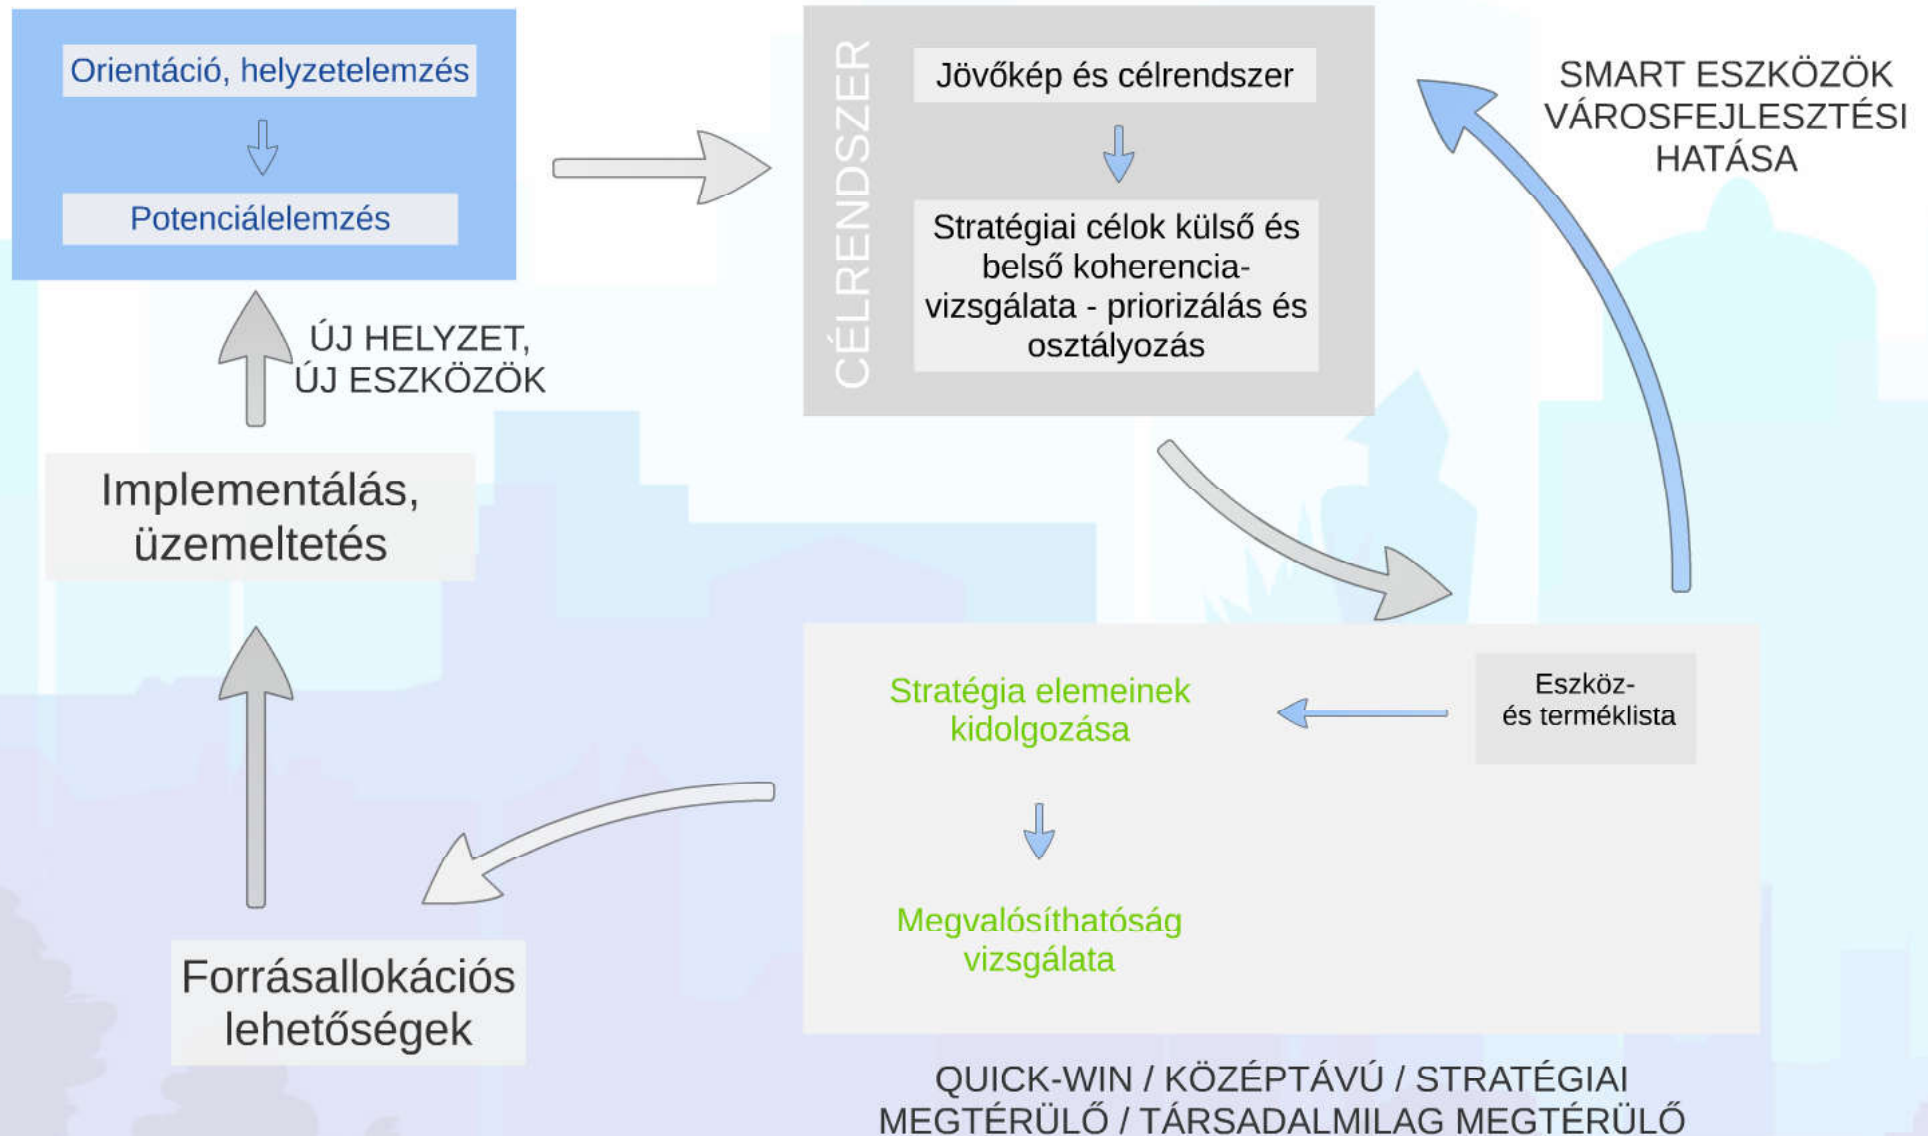 Orientáció, helyzetelemzés
Potenciálelemzés
CÉLRENDSZER
Jövőkép és célrendszer
Stratégiai célok külső és
belső koherencia-
vizsgálata - priorizálás és
osztályozás
SMART ESZKÖZÖK
VÁROSFEJLESZTÉSI
HATÁSA
ÚJ HELYZET,
ÚJ ESZKÖZÖK
Implementálás,
üzemeltetés
Stratégia elemeinek
kidolgozása
Eszköz-
és terméklista
Megvalósíthatóság
vizsgálata
Forrásallokációs
lehetőségek
QUICK-WIN / KÖZÉPTÁVÚ / STRATÉGIAI
MEGTÉRÜLŐ / TÁRSADALMILAG MEGTÉRÜLŐ